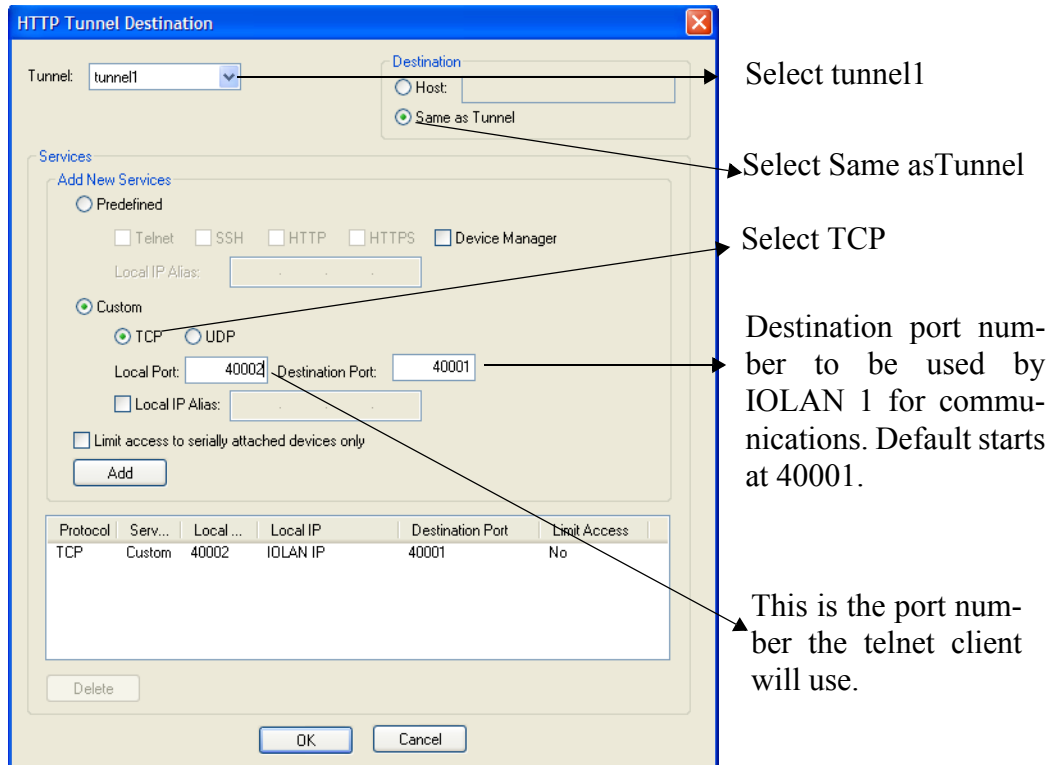 HTTP Tunnel Destination
Tunnel: tunnel1
Destination
Host:
Same as Tunnel
Select tunnel1
Select Same asTunnel
Services
Add New Services
Predefined
Telnet SSH HTTP HTTPS Device Manager
Local IP Alias:
Select TCP
Custom
TCP UDP
Local Port: 40002 Destination Port: 40001
Local IP Alias:
Limit access to serially attached devices only
Add
Destination port num-
ber to be used by
IOLAN 1 for commu-
nications. Default starts
at 40001.
Protocol Serv... Local ... Local IP Destination Port Limit Access
TCP Custom 40002 IOLAN IP 40001 No
This is the port num-
ber the telnet client
will use.
Delete
OK Cancel